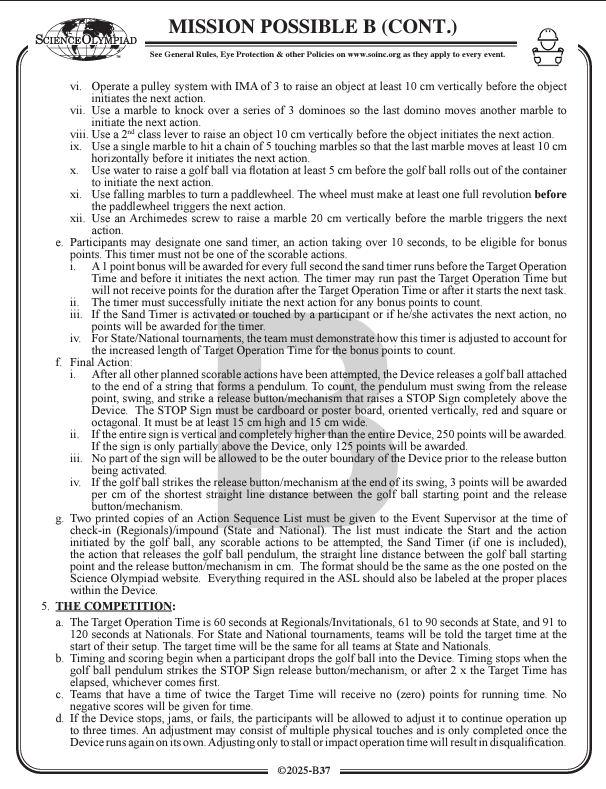 SCIENCE OLYMPIAD
MISSION POSSIBLE B (CONT.)
See General Rules, Eye Protection & other Policies on www.soinc.org as they apply to every event.
vi. Operate a pulley system with IMA of 3 to raise an object at least 10 cm vertically before the object
initiates the next action.
vii. Use a marble to knock over a series of 3 dominoes so the last domino moves another marble to
initiate the next action.
viii. Use a 2nd class lever to raise an object 10 cm vertically before the object initiates the next action.
ix. Use a single marble to hit a chain of 5 touching marbles so that the last marble moves at least 10 cm
horizontally before it initiates the next action.
x. Use water to raise a golf ball via flotation at least 5 cm before the golf ball rolls out of the container
to initiate the next action.
xi. Use falling marbles to turn a paddlewheel. The wheel must make at least one full revolution before
the paddlewheel triggers the next action.
xii. Use an Archimedes screw to raise a marble 20 cm vertically before the marble triggers the next
action.
e. Participants may designate one sand timer, an action taking over 10 seconds, to be eligible for bonus
points. This timer must not be one of the scorable actions.
i. A 1 point bonus will be awarded for every full second the sand timer runs before the Target Operation
Time and before it initiates the next action. The timer may run past the Target Operation Time but
will not receive points for the duration after the Target Operation Time or after it starts the next task.
ii. The timer must successfully initiate the next action for any bonus points to count.
iii. If the Sand Timer is activated or touched by a participant or if he/she activates the next action, no
points will be awarded for the timer.
iv. For State/National tournaments, the team must demonstrate how this timer is adjusted to account for
the increased length of Target Operation Time for the bonus points to count.
f. Final Action:
i. After all other planned scorable actions have been attempted, the Device releases a golf ball attached
to the end of a string that forms a pendulum. To count, the pendulum must swing from the release
point, swing, and strike a release button/mechanism that raises a STOP Sign completely above the
Device. The STOP Sign must be cardboard or poster board, oriented vertically, red and square or
octagonal. It must be at least 15 cm high and 15 cm wide.
ii. If the entire sign is vertical and completely higher than the entire Device, 250 points will be awarded.
If the sign is only partially above the Device, only 125 points will be awarded.
iii. No part of the sign will be allowed to be the outer boundary of the Device prior to the release button
being activated.
iv. If the golf ball strikes the release button/mechanism at the end of its swing, 3 points will be awarded
per cm of the shortest straight line distance between the golf ball starting point and the release
button/mechanism.
g. Two printed copies of an Action Sequence List must be given to the Event Supervisor at the time of
check-in (Regionals)/impound (State and National). The list must indicate the Start and the action
initiated by the golf ball, any scorable actions to be attempted, the Sand Timer (if one is included),
the action that releases the golf ball pendulum, the straight line distance between the golf ball starting
point and the release button/mechanism in cm. The format should be the same as the one posted on the
Science Olympiad website. Everything required in the ASL should also be labeled at the proper places
within the Device.
5. THE COMPETITION:
a. The Target Operation Time is 60 seconds at Regionals/Invitationals, 61 to 90 seconds at State, and 91 to
120 seconds at Nationals. For State and National tournaments, teams will be told the target time at the
start of their setup. The target time will be the same for all teams at State and Nationals.
b. Timing and scoring begin when a participant drops the golf ball into the Device. Timing stops when the
golf ball pendulum strikes the STOP Sign release button/mechanism, or after 2 x the Target Time has
elapsed, whichever comes first.
c. Teams that have a time of twice the Target Time will receive no (zero) points for running time. No
negative scores will be given for time.
d. If the Device stops, jams, or fails, the participants will be allowed to adjust it to continue operation up
to three times. An adjustment may consist of multiple physical touches and is only completed once the
Device runs again on its own. Adjusting only to stall or impact operation time will result in disqualification.
B
©2025-B37